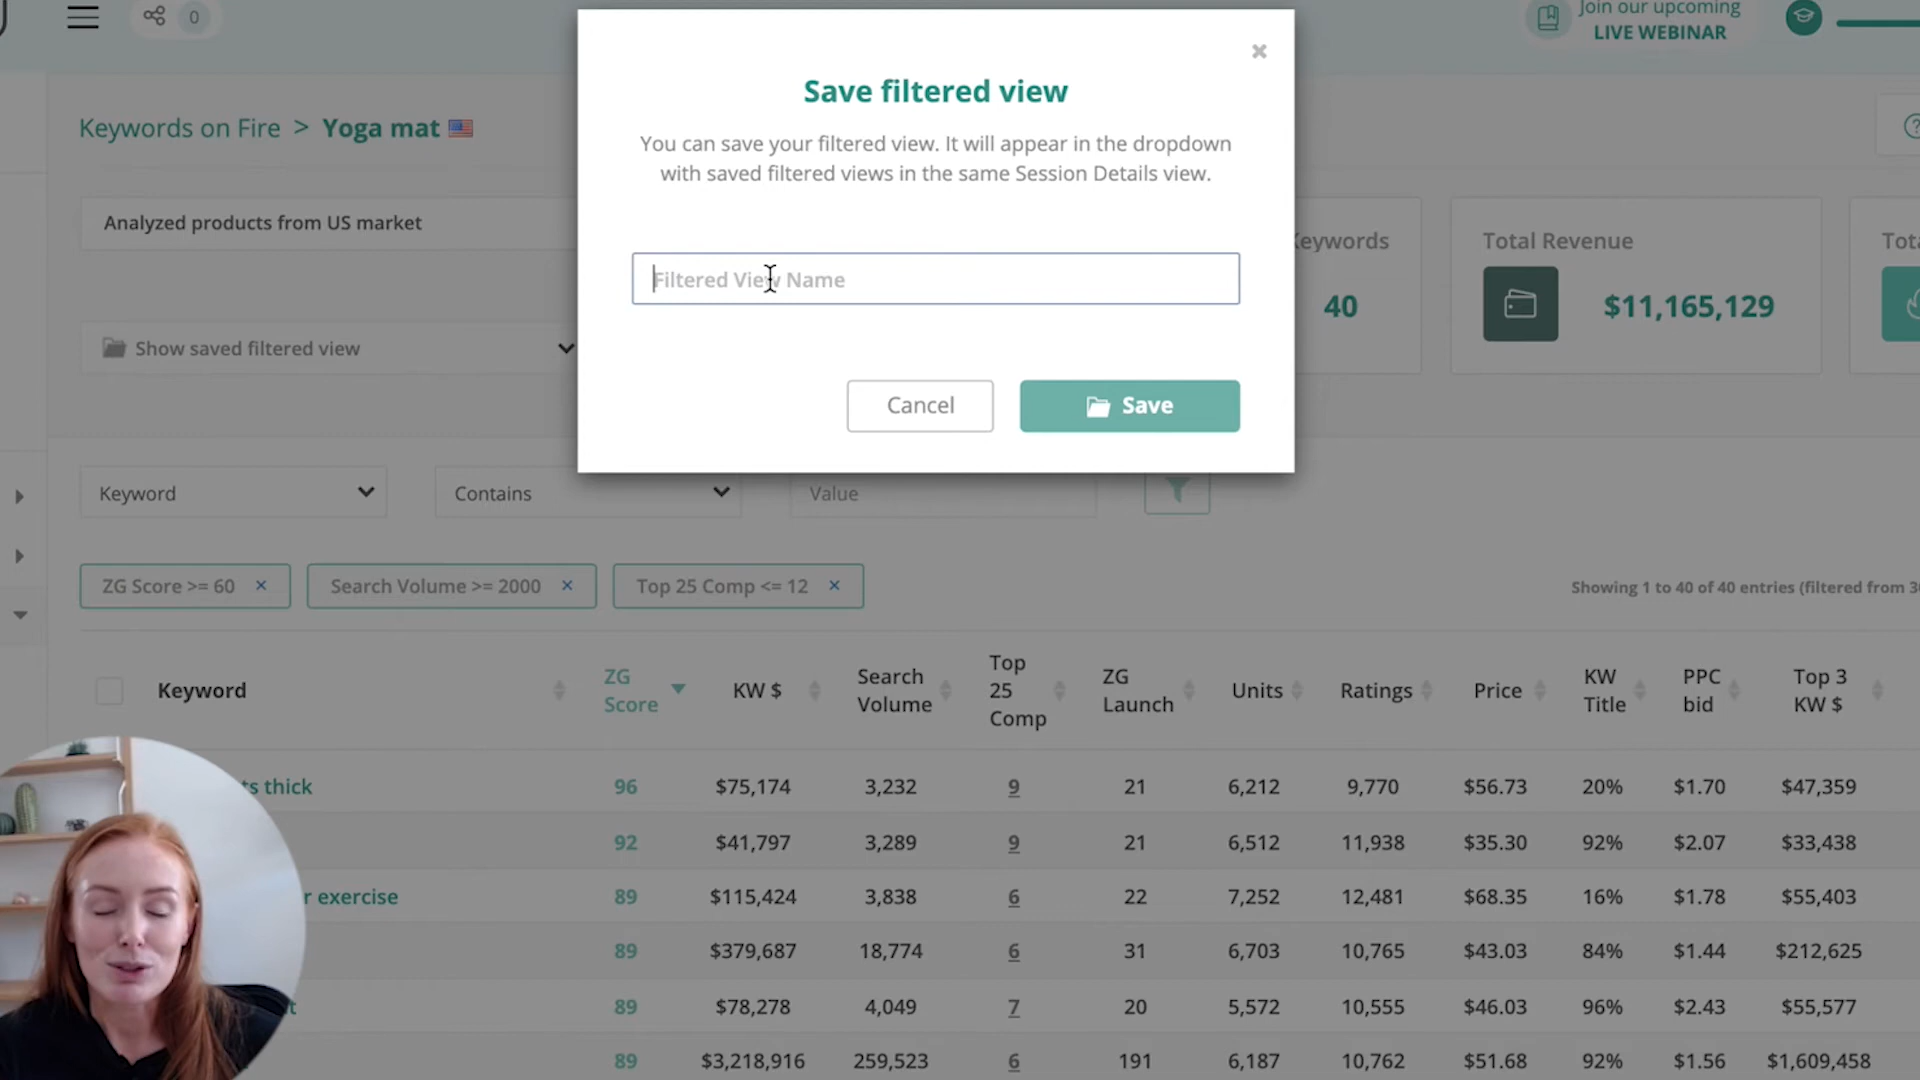 0
Join our upcoming
LIVE WEBINAR
Keywords on Fire > Yoga mat
Analyzed products from US market
Show saved filtered view
Save filtered view
You can save your filtered view. It will appear in the dropdown
with saved filtered views in the same Session Details view.
Filtered View Name
Cancel
Save
Keywords
40
Total Revenue
$11,165,129
Keyword
Contains
Value
ZG Score >= 60
Search Volume >= 2000
Top 25 Comp <= 12
Showing 1 to 40 of 40 entries (filtered from
Keyword ZG Score KW $ Search Volume Top 25 Comp ZG Launch Units Ratings Price KW Title PPC bid Top 3 KW $
thick 96 $75,174 3,232 9 21 6,212 9,770 $56.73 20% $1.70 $47,359
92 $41,797 3,289 9 21 6,512 11,938 $35.30 92% $2.07 $33,438
exercise 89 $115,424 3,838 6 22 7,252 12,481 $68.35 16% $1.78 $55,403
89 $379,687 18,774 6 31 6,703 10,765 $43.03 84% $1.44 $212,625
89 $78,278 4,049 7 20 5,572 10,555 $46.03 96% $2.43 $55,577
89 $3,218,916 259,523 6 191 6,187 10,762 $51.68 92% $1.56 $1,609,458